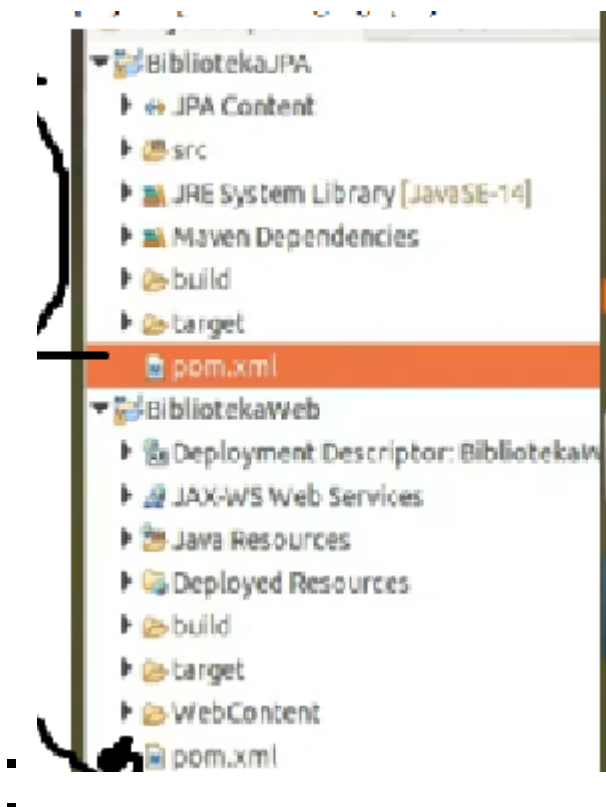 BibliotekaJPA
JPA Content
src
JRE System Library [JavaSE-14]
Maven Dependencies
build
target
pom.xml
BibliotekaWeb
Deployment Descriptor: BibliotekaW
JAX-WS Web Services
Java Resources
Deployed Resources
build
target
WebContent
pom.xml